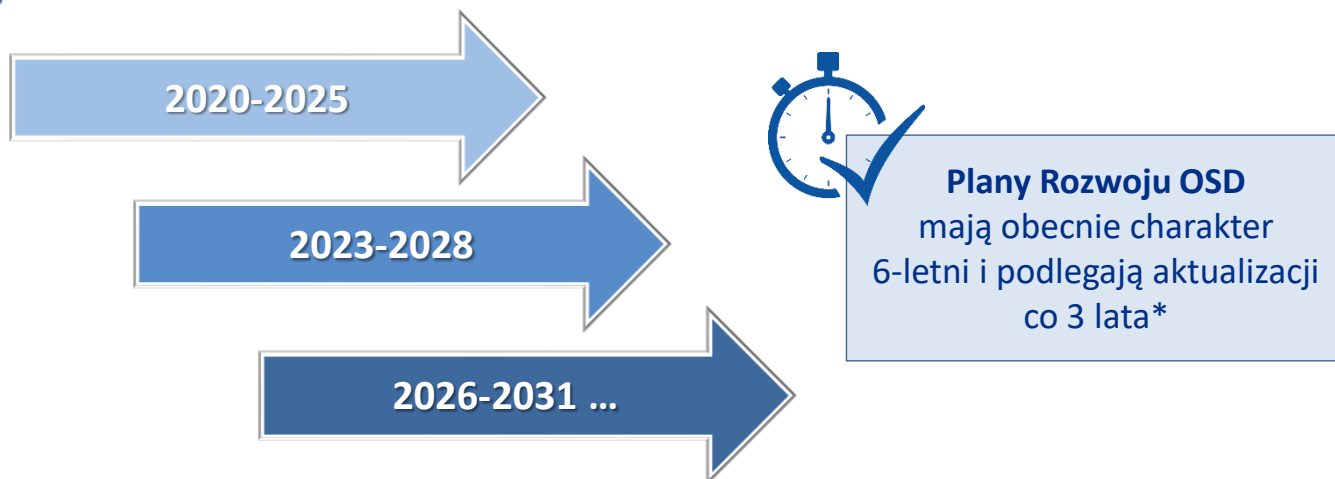 2020-2025
2023-2028
2026-2031 ...
Plany Rozwoju OSD
mają obecnie charakter
6-letni i podlegają aktualizacji
co 3 lata*